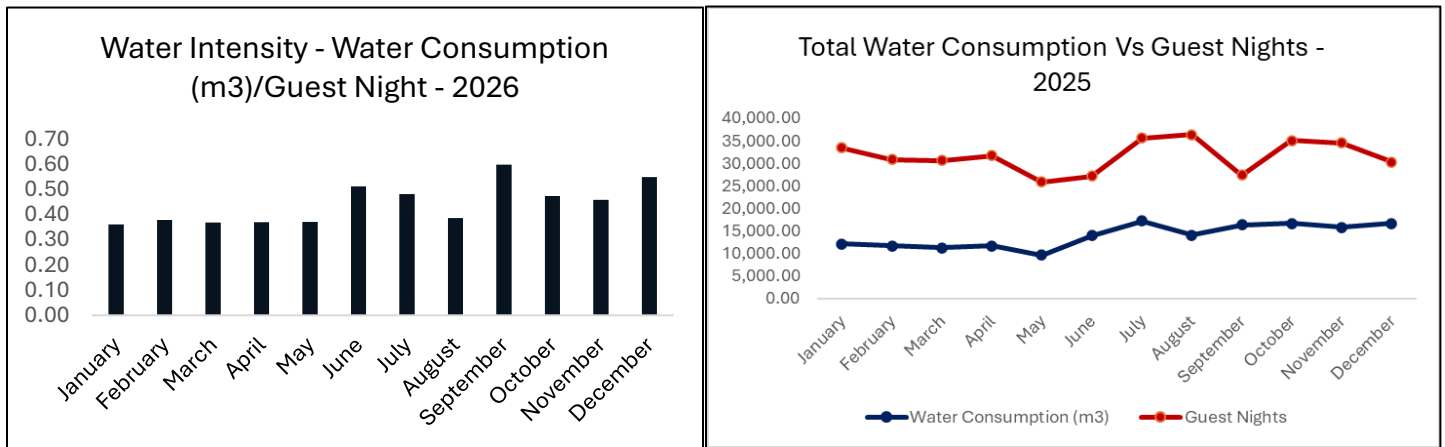 Water Intensity - Water Consumption
(m3)/Guest Night - 2026
0.70
0.60
0.50
0.40
0.30
0.20
0.10
0.00
January
February
March
April
May
June
July
August
September
October
November
December
Total Water Consumption Vs Guest Nights -
2025
40,000.00
35,000.00
30,000.00
25,000.00
20,000.00
15,000.00
10,000.00
5,000.00
0.00
January
February
March
April
May
June
July
August
September
October
November
December
Water Consumption (m3)
Guest Nights